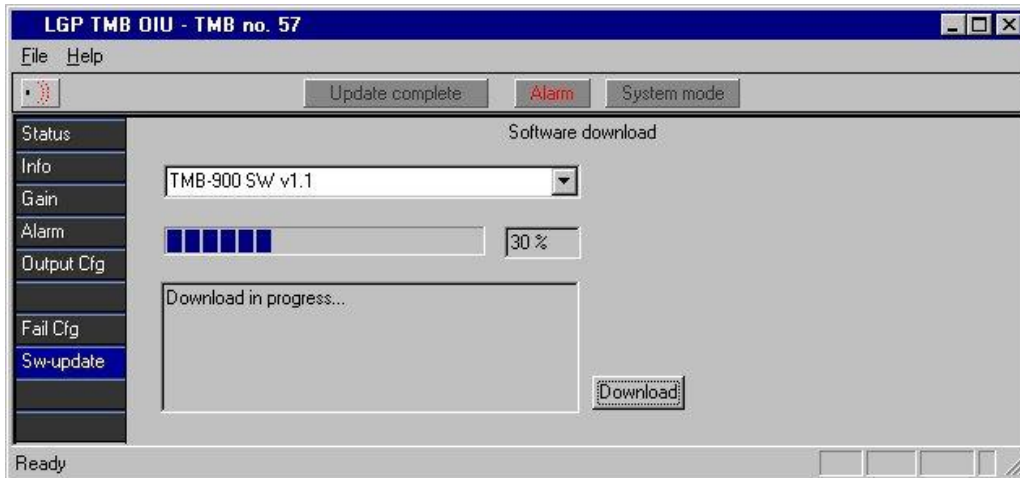 LGP TMB OIU - TMB no. 57
File Help
Update complete Alarm System mode
Software download
Status
Info
Gain
Alarm
Output Cfg
Fail Cfg
Sw-update
TMB-900 SW v1.1
30 %
Download in progress...
Download
Ready